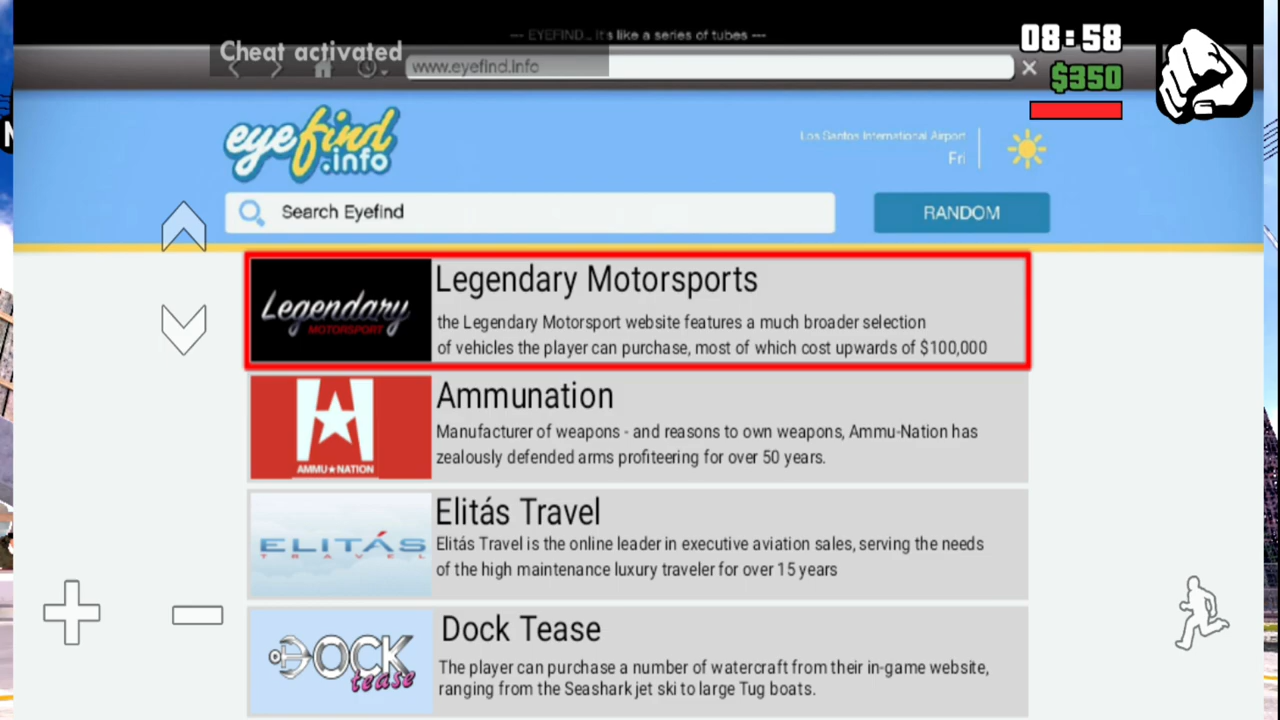 --- EYEFIND... It's like a series of tubes ---
08:58
Cheat activated
www.eyefind.info
$350
eyefind
.info
Los Santos International Airport
Fri
Search Eyefind
RANDOM
Legendary
MOTORSPORT
Legendary Motorsports
the Legendary Motorsport website features a much broader selection
of vehicles the player can purchase, most of which cost upwards of $100,000
AMMU★NATION
Ammunation
Manufacturer of weapons - and reasons to own weapons, Ammu-Nation has
zealously defended arms profiteering for over 50 years.
ELITÁS
TRAVEL
Elitás Travel
Elitás Travel is the online leader in executive aviation sales, serving the needs
of the high maintenance luxury traveler for over 15 years
DOCK
tease
Dock Tease
The player can purchase a number of watercraft from their in-game website,
ranging from the Seashark jet ski to large Tug boats.